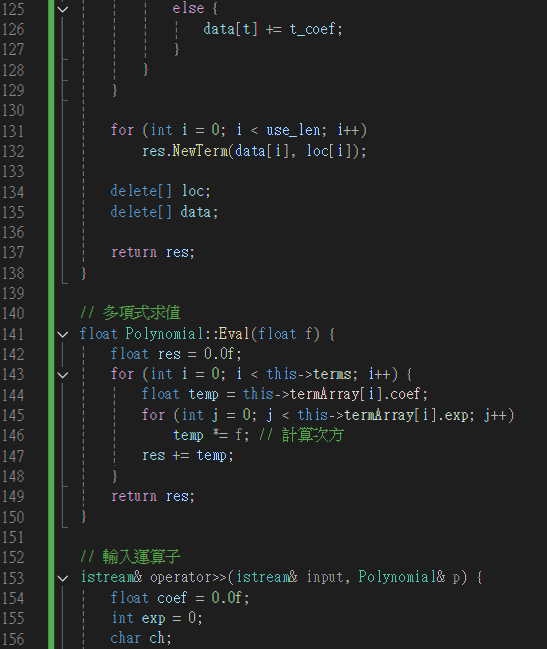 125 else {
126 data[t] += t_coef;
127 }
128 }
129 }
130
131 for (int i = 0; i < use_len; i++)
132 res.NewTerm(data[i], loc[i]);
133
134 delete[] loc;
135 delete[] data;
136
137 return res;
138 }
139
140 // 多項式求值
141 float Polynomial::Eval(float f) {
142 float res = 0.0f;
143 for (int i = 0; i < this->terms; i++) {
144 float temp = this->termArray[i].coef;
145 for (int j = 0; j < this->termArray[i].exp; j++)
146 temp *= f; // 計算次方
147 res += temp;
148 }
149 return res;
150 }
151
152 // 輸入運算子
153 istream& operator>>(istream& input, Polynomial& p) {
154 float coef = 0.0f;
155 int exp = 0;
156 char ch;